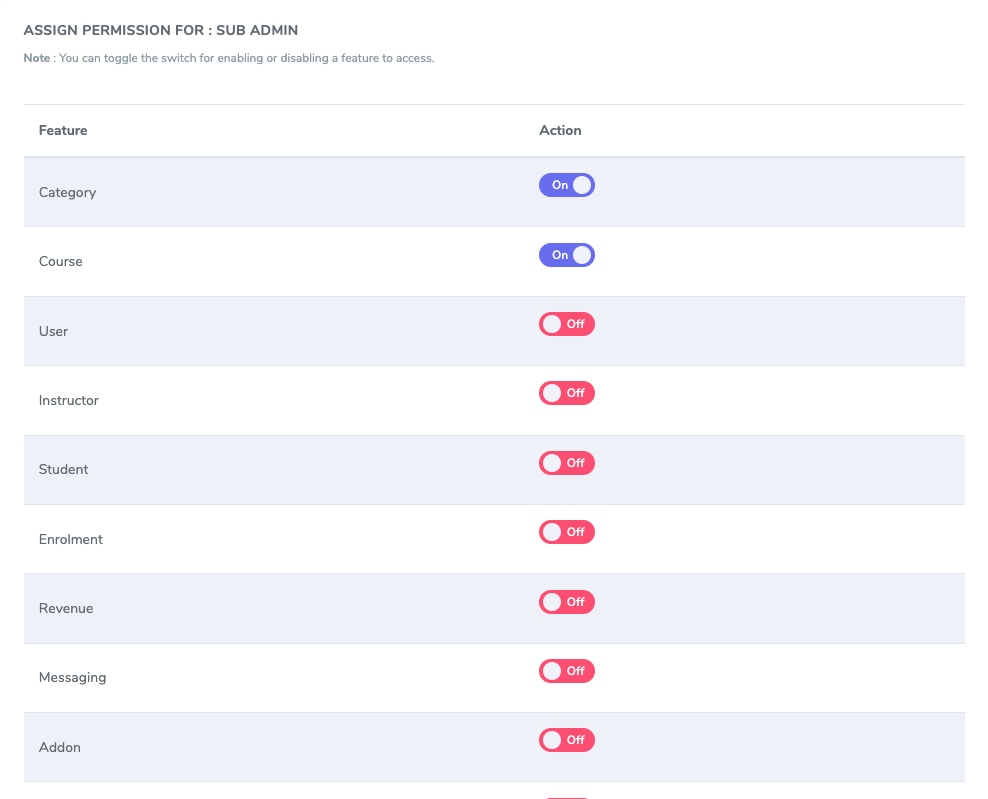 ASSIGN PERMISSION FOR : SUB ADMIN
Note : You can toggle the switch for enabling or disabling a feature to access.
Feature Action
Category On
Course On
User Off
Instructor Off
Student Off
Enrolment Off
Revenue Off
Messaging Off
Addon Off